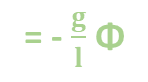 = - g/l Φ